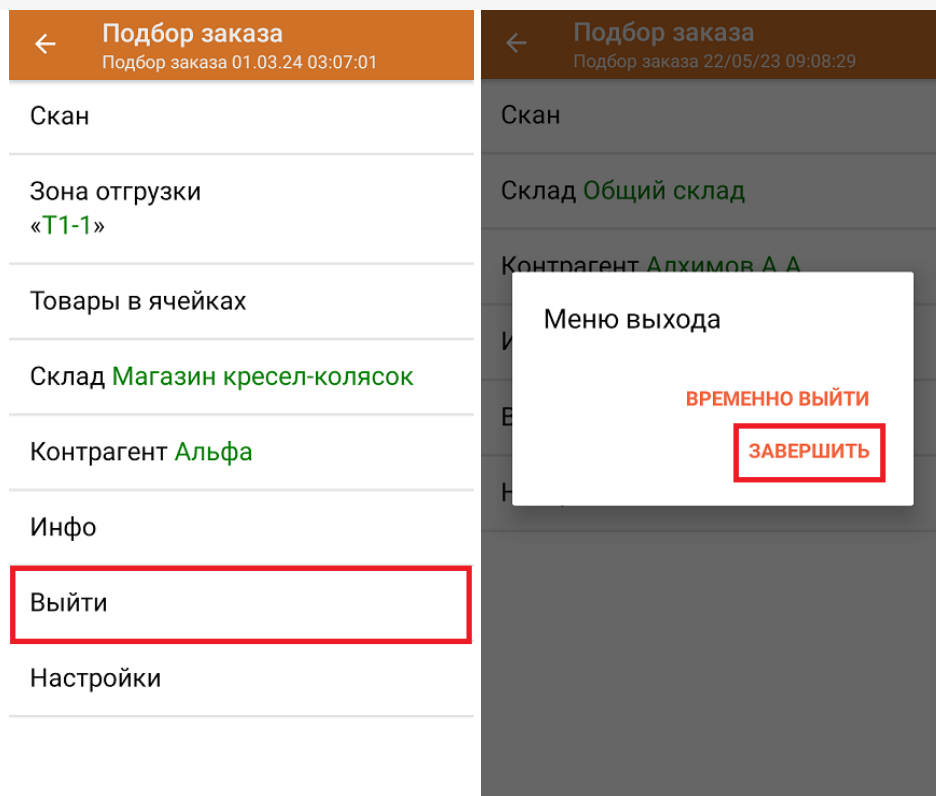 Подбор заказа
Подбор заказа 01.03.24 03:07:01
Скан
Зона отгрузки
«Т1-1»
Товары в ячейках
Склад Магазин кресел-колясок
Контрагент Альфа
Инфо
Выйти
Настройки
Подбор заказа
Подбор заказа 22/05/23 09:08:29
Скан
Склад Общий склад
Контрагент Алхимов А.А.
Меню выхода
ВРЕМЕННО ВЫЙТИ
ЗАВЕРШИТЬ